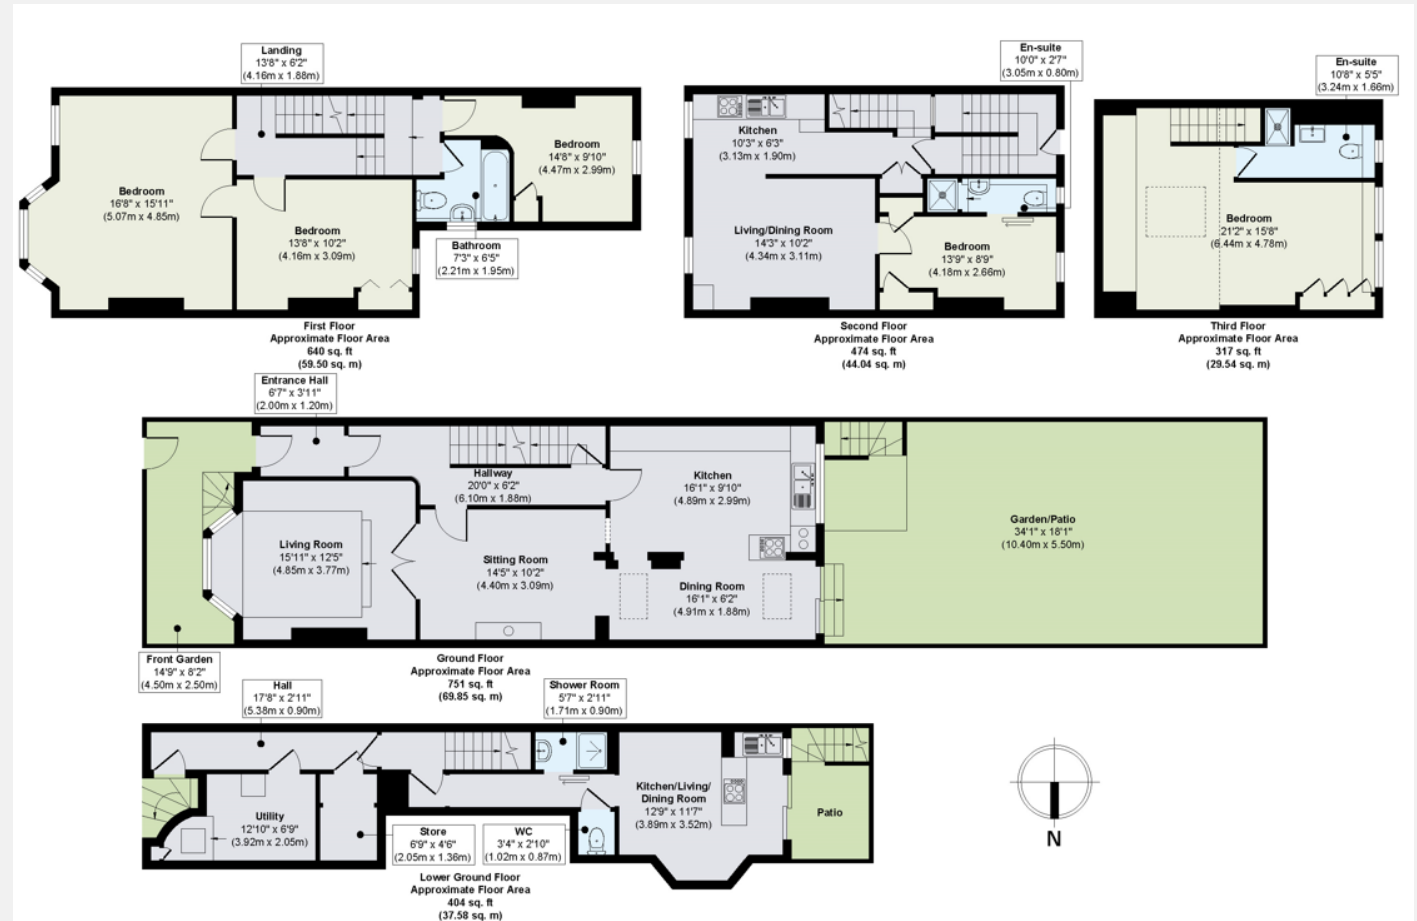 Landing
13'8" x 6'2"
(4.16m x 1.88m)
Bedroom
16'8" x 15'11"
(5.07m x 4.85m)
Bedroom
13'8" x 10'2"
(4.16m x 3.09m)
Bedroom
14'8" x 9'10"
(4.47m x 2.99m)
Bathroom
7'3" x 6'5"
(2.21m x 1.95m)
First Floor
Approximate Floor Area
640 sq. ft
(59.50 sq. m)
En-suite
10'0" x 2'7"
(3.05m x 0.80m)
Kitchen
10'3" x 6'3"
(3.13m x 1.90m)
Living/Dining Room
14'3" x 10'2"
(4.34m x 3.11m)
Bedroom
13'9" x 8'9"
(4.18m x 2.66m)
Second Floor
Approximate Floor Area
474 sq. ft
(44.04 sq. m)
En-suite
10'8" x 5'5"
(3.24m x 1.66m)
Bedroom
21'2" x 15'8"
(6.44m x 4.78m)
Third Floor
Approximate Floor Area
317 sq. ft
(29.54 sq. m)
Entrance Hall
6'7" x 3'11"
(2.00m x 1.20m)
Hallway
20'0" x 6'2"
(6.10m x 1.88m)
Kitchen
16'1" x 9'10"
(4.89m x 2.99m)
Living Room
15'11" x 12'5"
(4.85m x 3.77m)
Sitting Room
14'5" x 10'2"
(4.40m x 3.09m)
Dining Room
16'1" x 6'2"
(4.91m x 1.88m)
Garden/Patio
34'1" x 18'1"
(10.40m x 5.50m)
Front Garden
14'9" x 8'2"
(4.50m x 2.50m)
Ground Floor
Approximate Floor Area
751 sq. ft
(69.85 sq. m)
Hall
17'8" x 2'11"
(5.38m x 0.90m)
Shower Room
5'7" x 2'11"
(1.71m x 0.90m)
Kitchen/Living/
Dining Room
12'9" x 11'7"
(3.89m x 3.52m)
Patio
Utility
12'10" x 6'9"
(3.92m x 2.05m)
Store
6'9" x 4'6"
(2.05m x 1.36m)
WC
3'4" x 2'10"
(1.02m x 0.87m)
Lower Ground Floor
Approximate Floor Area
404 sq. ft
(37.58 sq. m)
N